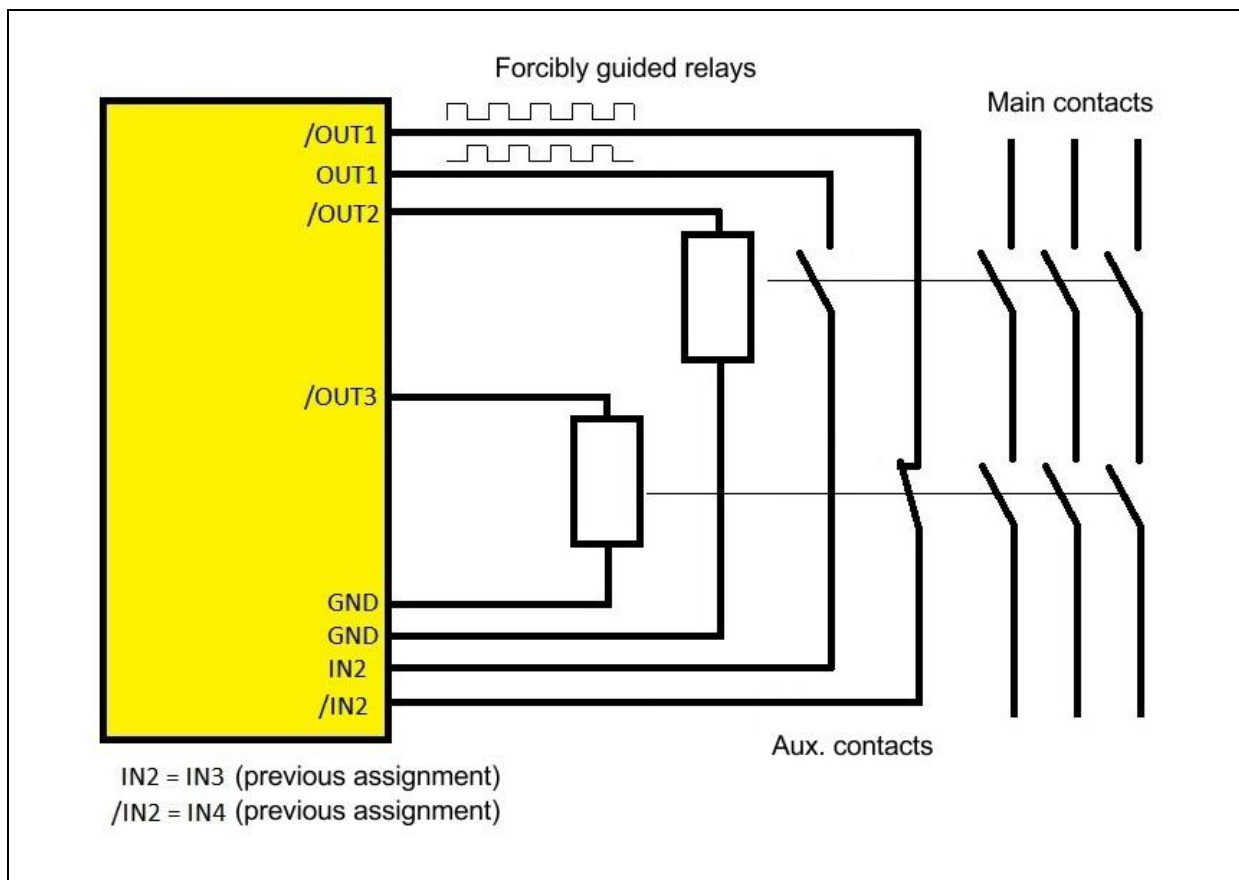 Forcibly guided relays
Main contacts
/OUT1
OUT1
/OUT2
/OUT3
GND
GND
IN2
/IN2
Aux. contacts
IN2 = IN3 (previous assignment)
/IN2 = IN4 (previous assignment)